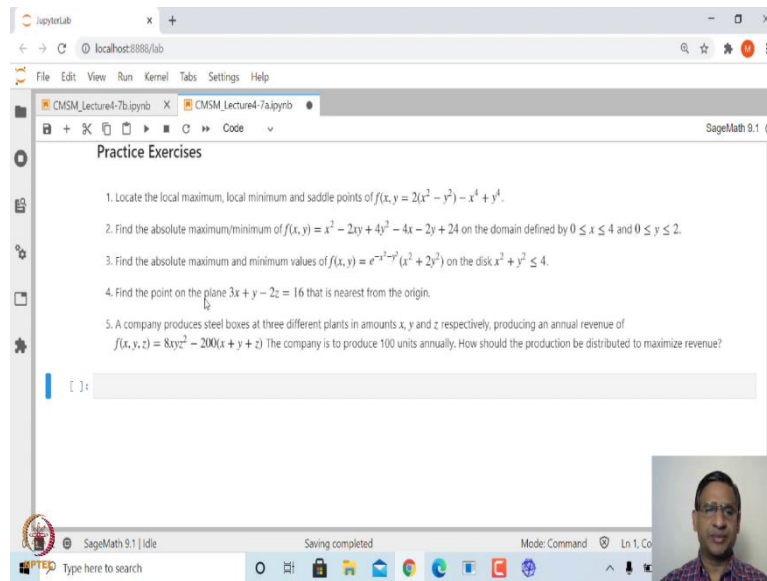 JupyterLab
localhost:8888/lab
M
File Edit View Run Kernel Tabs Settings Help
CMSM_Lecture4-7b.ipynb
CMSM_Lecture4-7a.ipynb
Code
SageMath 9.1
Practice Exercises
1. Locate the local maximum, local minimum and saddle points of f(x, y = 2(x² − y²) − x⁴ + y⁴.
2. Find the absolute maximum/minimum of f(x, y) = x² − 2xy + 4y² − 4x − 2y + 24 on the domain defined by 0 ≤ x ≤ 4 and 0 ≤ y ≤ 2.
3. Find the absolute maximum and minimum values of f(x, y) = e^{−x²−y²}(x² + 2y²) on the disk x² + y² ≤ 4.
4. Find the point on the plane 3x + y − 2z = 16 that is nearest from the origin.
5. A company produces steel boxes at three different plants in amounts x, y and z respectively, producing an annual revenue of
f(x, y, z) = 8xyz² − 200(x + y + z) The company is to produce 100 units annually. How should the production be distributed to maximize revenue?
[ ]:
SageMath 9.1 | Idle
Saving completed
Mode: Command
Ln 1, Co
NPTEL
Type here to search